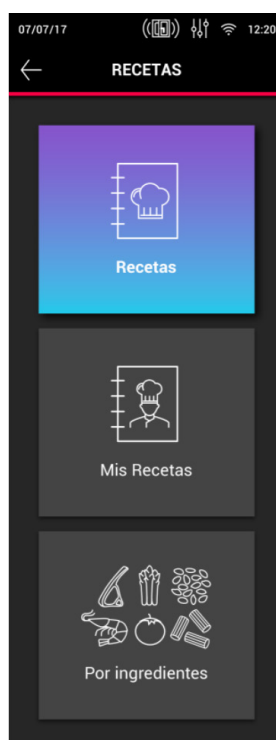 07/07/17 12:20
RECETAS
Recetas
Mis Recetas
Por ingredientes